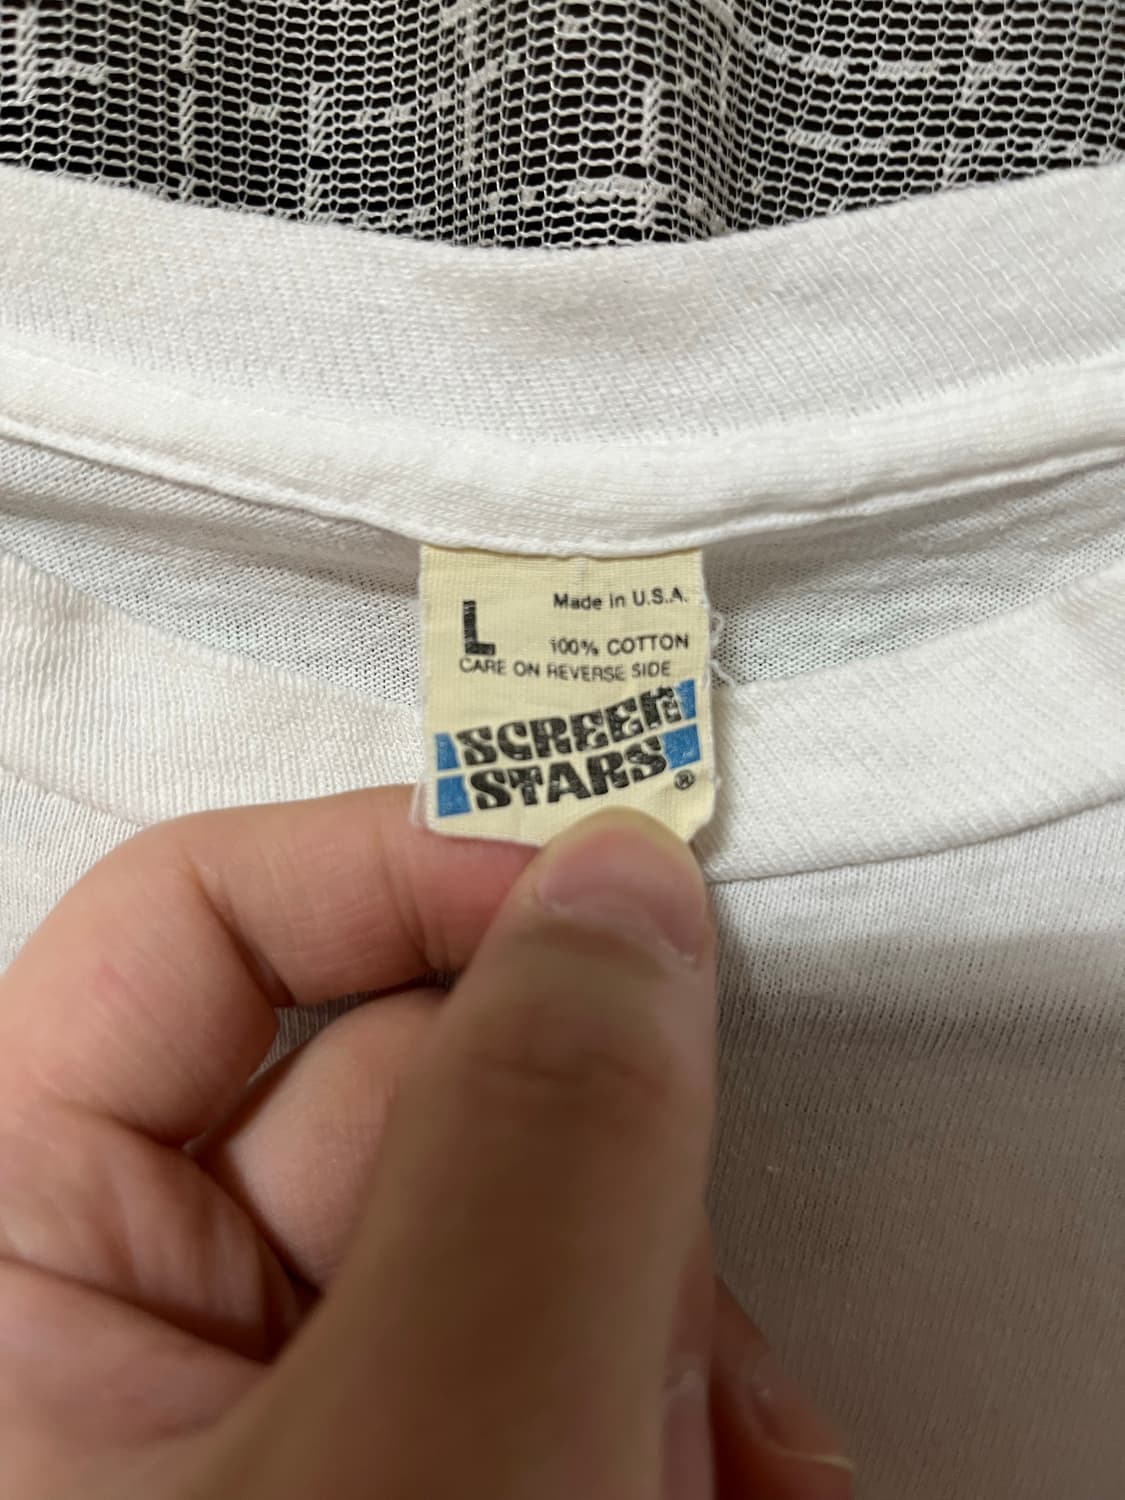 L
Made in U.S.A.
100% COTTON
CARE ON REVERSE SIDE
SCREEN
STARS
®